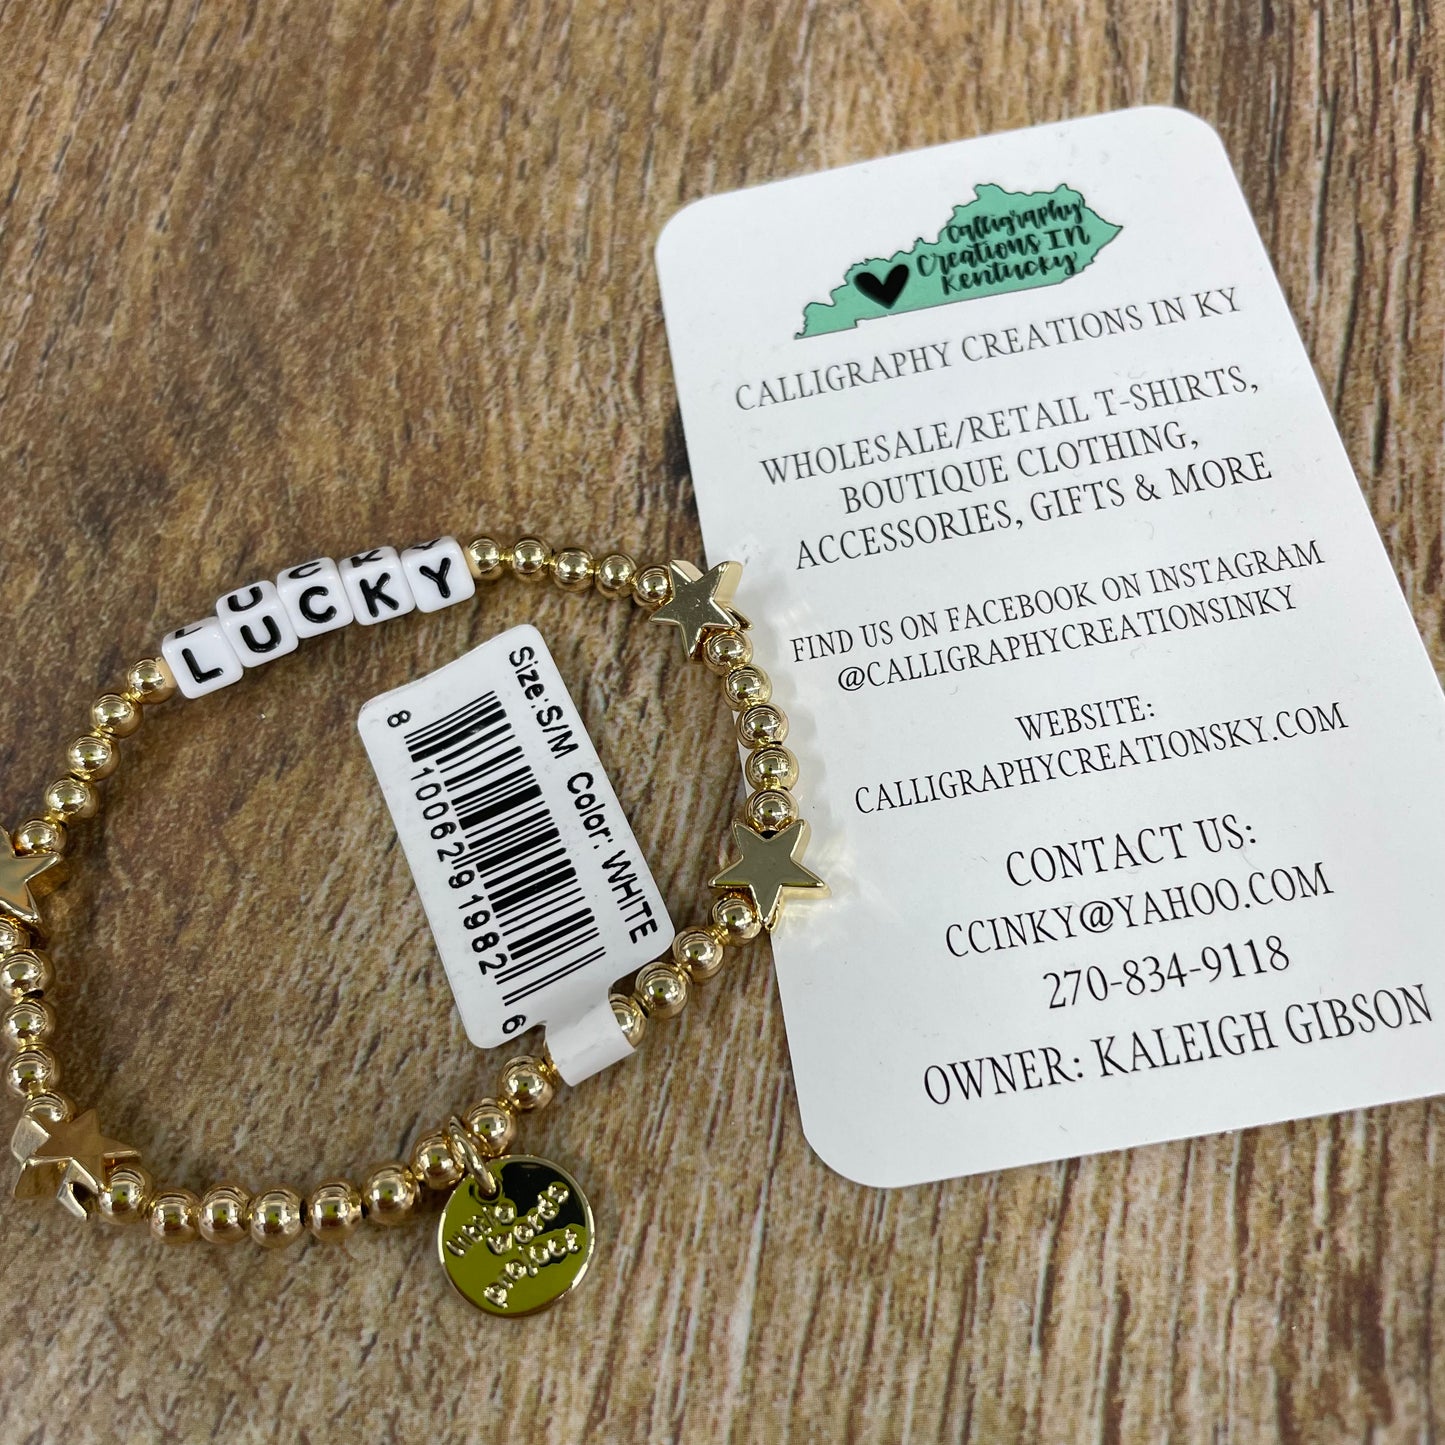 LUCKY
Size: S/M Color: WHITE
8 10062 91982 6
little
words
project
Calligraphy
Creations IN
Kentucky
CALLIGRAPHY CREATIONS IN KY
WHOLESALE/RETAIL T-SHIRTS,
BOUTIQUE CLOTHING,
ACCESSORIES, GIFTS & MORE
FIND US ON FACEBOOK ON INSTAGRAM
@CALLIGRAPHYCREATIONSINKY
WEBSITE:
CALLIGRAPHYCREATIONSKY.COM
CONTACT US:
CCINKY@YAHOO.COM
270-834-9118
OWNER: KALEIGH GIBSON